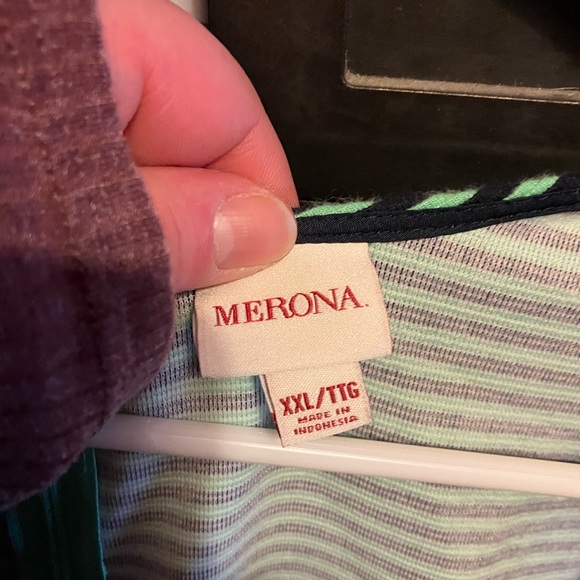 MERONA.
XXL/TTG
MADE IN
INDONESIA